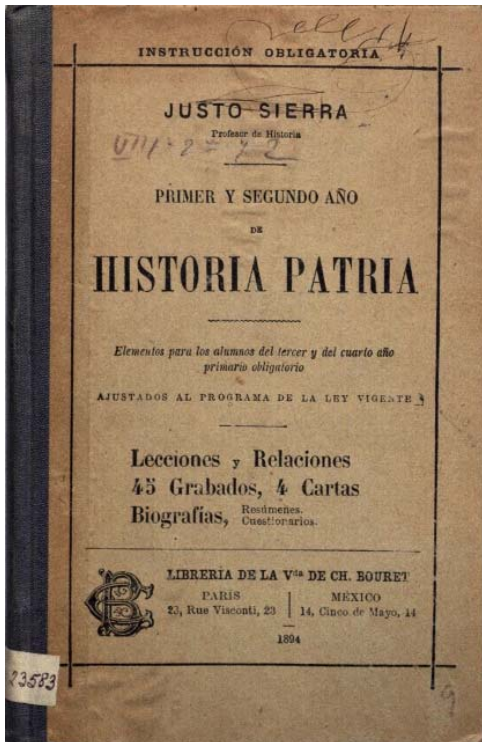 INSTRUCCIÓN OBLIGATORIA
JUSTO SIERRA
Profesor de Historia
PRIMER Y SEGUNDO AÑO
DE
HISTORIA PATRIA
Elementos para los alumnos del tercer y del cuarto año
primario obligatorio
AJUSTADOS AL PROGRAMA DE LA LEY VIGENTE
Lecciones y Relaciones
45 Grabados, 4 Cartas
Biografías, Resúmenes.
Cuestionarios.
LIBRERÍA DE LA Vda DE CH. BOURET
PARÍS
23, Rue Visconti, 23
MÉXICO
14, Cinco de Mayo, 14
1894
23583